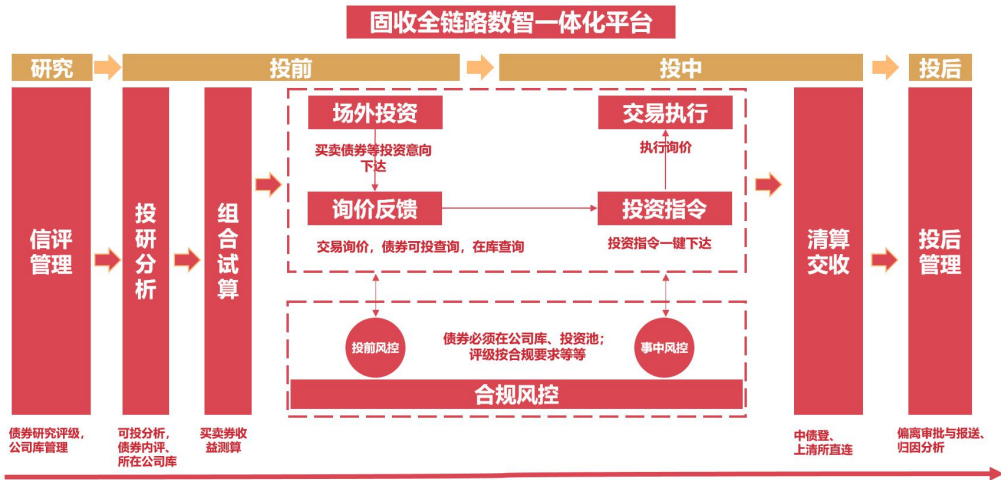 固收全链路数智一体化平台
研究
投前
投中
投后
信评
管理
投
研
分
析
组
合
试
算
场外投资
买卖债券等投资意向
下达
询价反馈
交易询价，债券可投查询，在库查询
交易执行
执行询价
投资指令
投资指令一键下达
投前风控
债券必须在公司库、投资池；
评级按合规要求等等
事中风控
合规风控
清算
交收
投后
管理
债券研究评级，
公司库管理
可投分析，
债券内评、
所在公司库
买卖券收
益测算
中债登、
上清所直连
偏离审批与报送、
归因分析